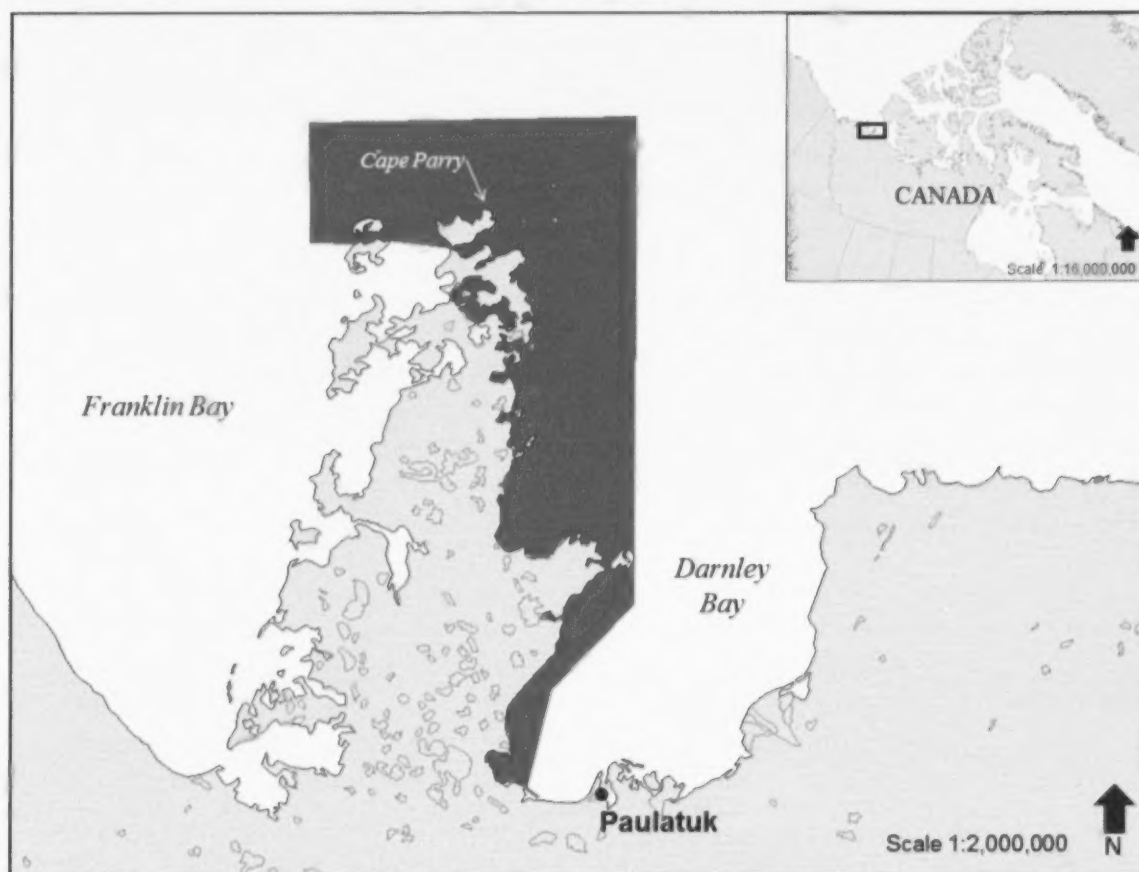 Cape Parry
CANADA
Scale 1:16,000,000
Franklin Bay
Darnley
Bay
Paulatuk
Scale 1:2,000,000
N